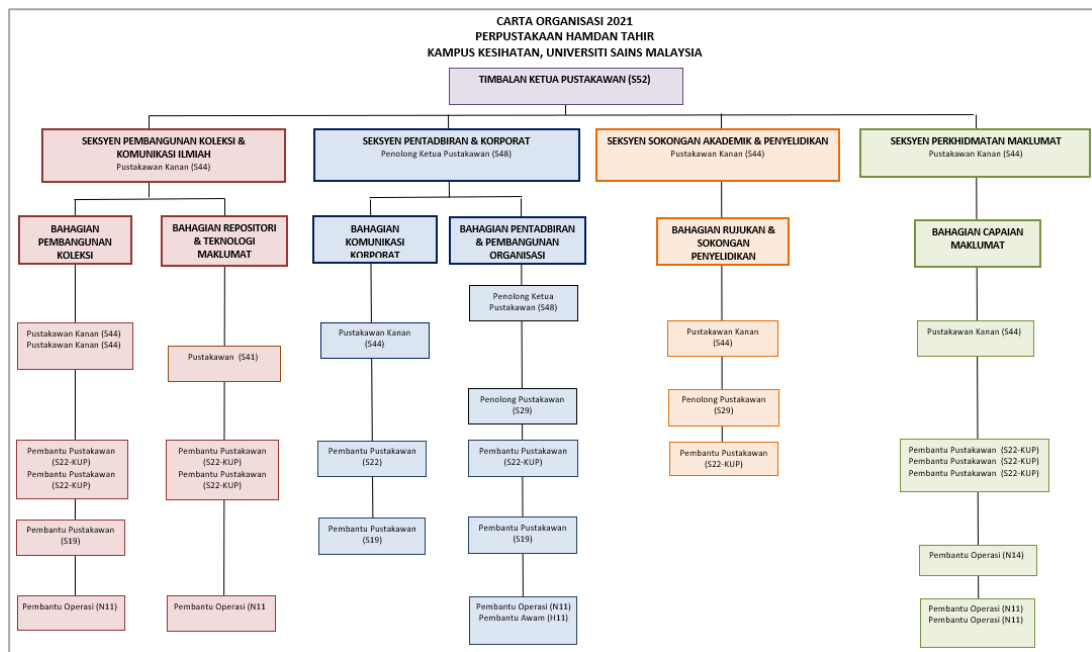 CARTA ORGANISASI 2021
PERPUSTAKAAN HAMDAN TAHIR
KAMPUS KESIHATAN, UNIVERSITI SAINS MALAYSIA
TIMBALAN KETUA PUSTAKAWAN (S52)
SEKSYEN PEMBANGUNAN KOLEKSI &
KOMUNIKASI ILMIAH
Pustakawan Kanan (S44)
SEKSYEN PENTADBIRAN & KORPORAT
Penolong Ketua Pustakawan (S48)
SEKSYEN SOKONGAN AKADEMIK & PENYELIDIKAN
Pustakawan Kanan (S44)
SEKSYEN PERKHIDMATAN MAKLUMAT
Pustakawan Kanan (S44)
BAHAGIAN
PEMBANGUNAN
KOLEKSI
BAHAGIAN REPOSITORI
& TEKNOLOGI
MAKLUMAT
BAHAGIAN
KOMUNIKASI
KORPORAT
BAHAGIAN PENTADBIRAN
& PEMBANGUNAN
ORGANISASI
BAHAGIAN RUJUKAN &
SOKONGAN
PENYELIDIKAN
BAHAGIAN CAPAIAN
MAKLUMAT
Pustakawan Kanan (S44)
Pustakawan Kanan (S44)
Pustakawan (S41)
Pustakawan Kanan
(S44)
Penolong Ketua
Pustakawan (S48)
Pustakawan Kanan
(S44)
Pustakawan Kanan (S44)
Penolong Pustakawan
(S29)
Penolong Pustakawan
(S29)
Pembantu Pustakawan
(S22-KUP)
Pembantu Pustakawan
(S22-KUP)
Pembantu Pustakawan
(S22-KUP)
Pembantu Pustakawan
(S22-KUP)
Pembantu Pustakawan
(S22)
Pembantu Pustakawan
(S22-KUP)
Pembantu Pustakawan
(S22-KUP)
Pembantu Pustakawan (S22-KUP)
Pembantu Pustakawan (S22-KUP)
Pembantu Pustakawan (S22-KUP)
Pembantu Pustakawan
(S19)
Pembantu Pustakawan
(S19)
Pembantu Pustakawan
(S19)
Pembantu Operasi (N14)
Pembantu Operasi (N11)
Pembantu Operasi (N11
Pembantu Operasi (N11)
Pembantu Awam (H11)
Pembantu Operasi (N11)
Pembantu Operasi (N11)